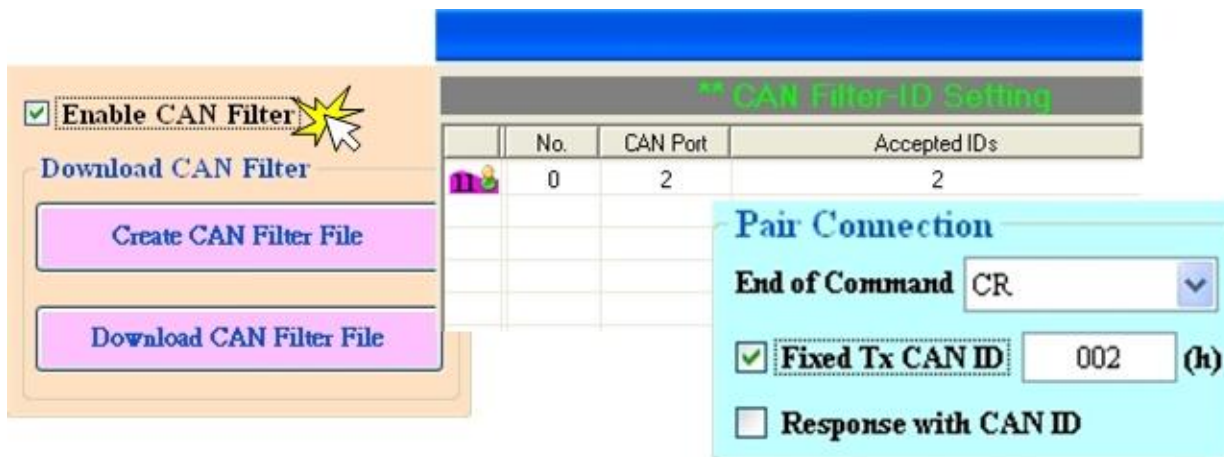 Enable CAN Filter
Download CAN Filter
Create CAN Filter File
Download CAN Filter File
** CAN Filter-ID Setting
No. CAN Port Accepted IDs
0 2 2
Pair Connection
End of Command CR
Fixed Tx CAN ID 002 (h)
Response with CAN ID